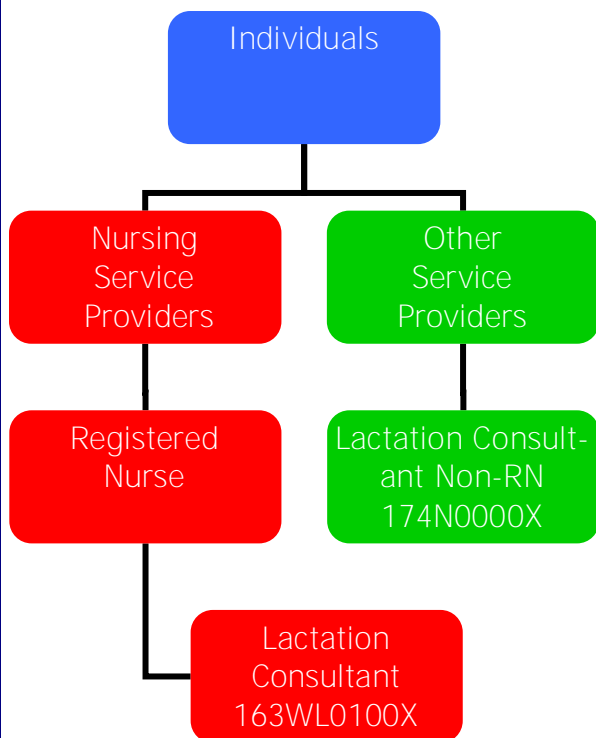 Individuals
Nursing
Service
Providers
Other
Service
Providers
Registered
Nurse
Lactation Consult-
ant Non-RN
174N0000X
Lactation
Consultant
163WL0100X